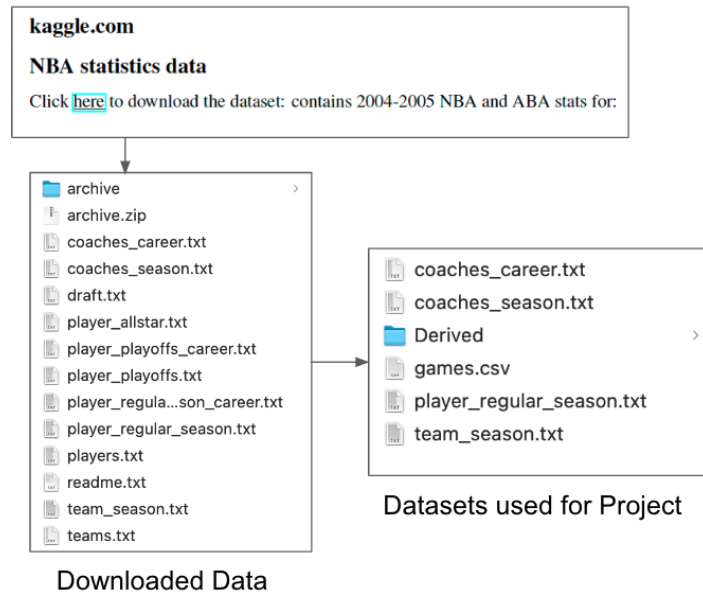 kaggle.com
NBA statistics data
Click here to download the dataset: contains 2004-2005 NBA and ABA stats for:
archive
archive.zip
coaches_career.txt
coaches_season.txt
draft.txt
player_allstar.txt
player_playoffs_career.txt
player_playoffs.txt
player_regula...son_career.txt
player_regular_season.txt
players.txt
readme.txt
team_season.txt
teams.txt
Downloaded Data
coaches_career.txt
coaches_season.txt
Derived
games.csv
player_regular_season.txt
team_season.txt
Datasets used for Project